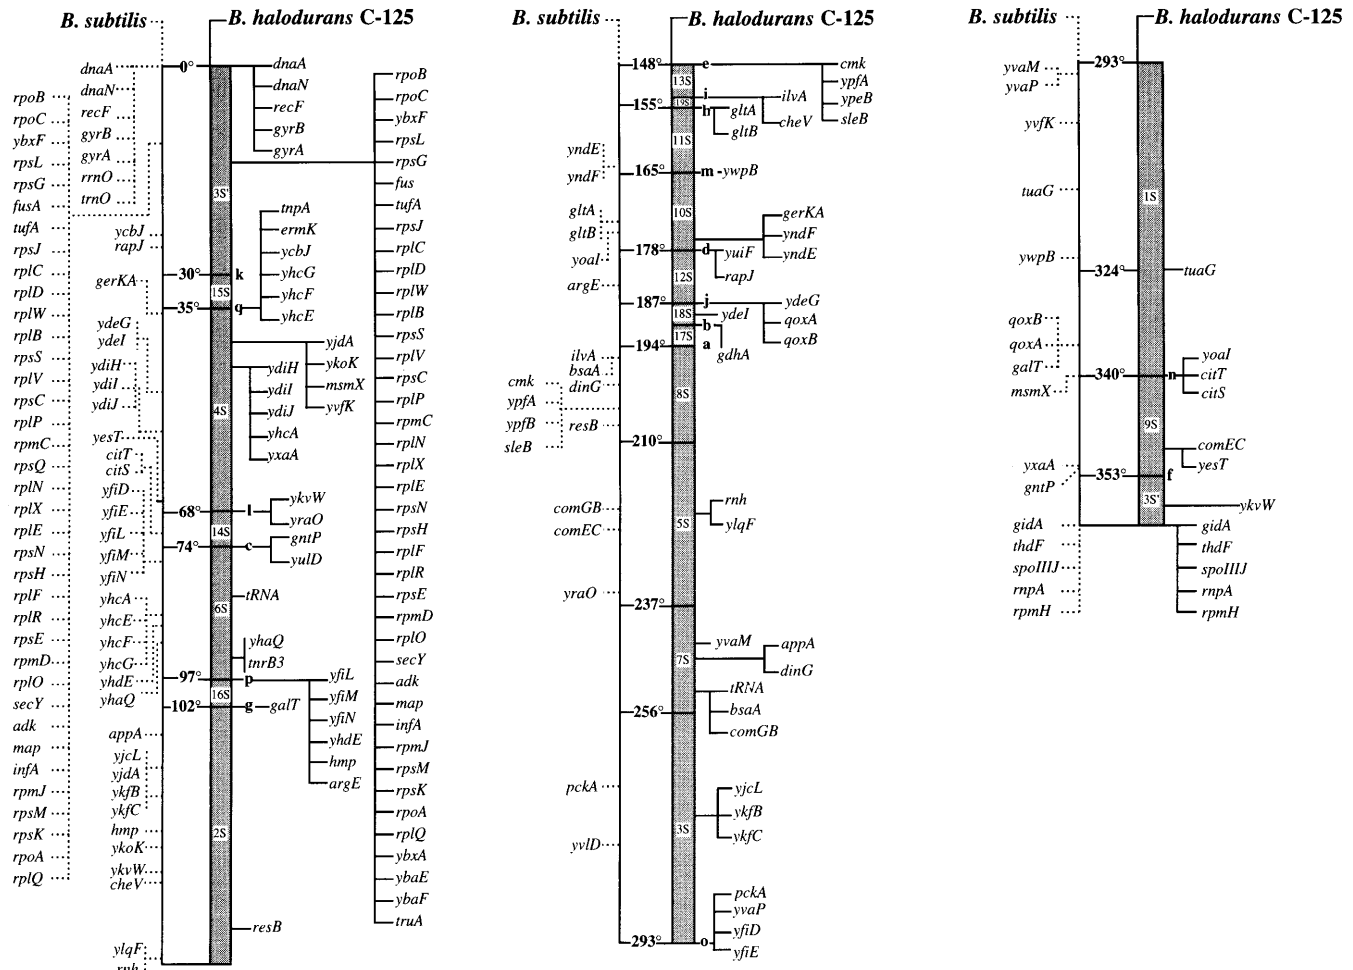 B. subtilis
B. halodurans C-125
dnaA
dnaN
recF
gyrB
gyrA
rrnO
trnO
rpoB
rpoC
ybxF
rpsL
rpsG
fusA
tufA
rpsJ
rplC
rplD
rplW
rplB
rpsS
rplV
rpsC
rplP
rpmC
rpsQ
rplN
rplX
rplE
rpsN
rpsH
rplF
rplR
rpsE
rpmD
rplO
secY
adk
map
infA
rpmJ
rpsM
rpsK
rpoA
rplQ
ycbJ
rapJ
gerKA
ydeG
ydeI
ydiH
ydiI
ydiJ
yesT
citT
citS
yfiD
yfiE
yfiL
yfiM
yfiN
yhcA
yhcE
yhcF
yhcG
yhdE
yhaQ
appA
yjcL
yjdA
ykfB
ykfC
hmp
ykoK
ykvW
cheV
ylqF
rnh
0°
30° k
35° q
68° l
74° c
97° p
102° g
3S'
15S
4S
14S
6S
16S
2S
dnaA
dnaN
recF
gyrB
gyrA
tnpA
ermK
ycbJ
yhcG
yhcF
yhcE
yjdA
ykoK
msmX
yvfK
ydiH
ydiI
ydiJ
yhcA
yxaA
ykvW
yraO
gntP
yulD
tRNA
yhaQ
tnrB3
yfiL
yfiM
yfiN
yhdE
hmp
argE
galT
resB
rpoB
rpoC
ybxF
rpsL
rpsG
fus
tufA
rpsJ
rplC
rplD
rplW
rplB
rpsS
rplV
rpsC
rplP
rpmC
rplN
rplX
rplE
rpsN
rpsH
rplF
rplR
rpsE
rpmD
rplO
secY
adk
map
infA
rpmJ
rpsM
rpsK
rpoA
rplQ
ybxA
ybaE
ybaF
truA
B. subtilis
B. halodurans C-125
yndE
yndF
gltA
gltB
yoaI
argE
ilvA
bsaA
dinG
cmk
ypfA
ypfB
sleB
resB
comGB
comEC
yraO
pckA
yvlD
148° e
i
155° h
165° m
178° d
187° j
b
194° a
210°
237°
256°
293° o
13S
19S
11S
10S
12S
18S
17S
8S
5S
7S
3S
cmk
ypfA
ypeB
sleB
ilvA
cheV
gltA
gltB
ywpB
gerKA
yndF
yndE
yuiF
rapJ
ydeG
qoxA
qoxB
ydeI
gdhA
rnh
ylqF
yvaM
appA
dinG
tRNA
bsaA
comGB
yjcL
ykfB
ykfC
pckA
yvaP
yfiD
yfiE
B. subtilis
B. halodurans C-125
yvaM
yvaP
yvfK
tuaG
ywpB
qoxB
qoxA
galT
msmX
yxaA
gntP
gidA
thdF
spoIIIJ
rnpA
rpmH
293°
324°
340° n
353° f
1S
9S
3S'
tuaG
yoaI
citT
citS
comEC
yesT
ykvW
gidA
thdF
spoIIIJ
rnpA
rpmH